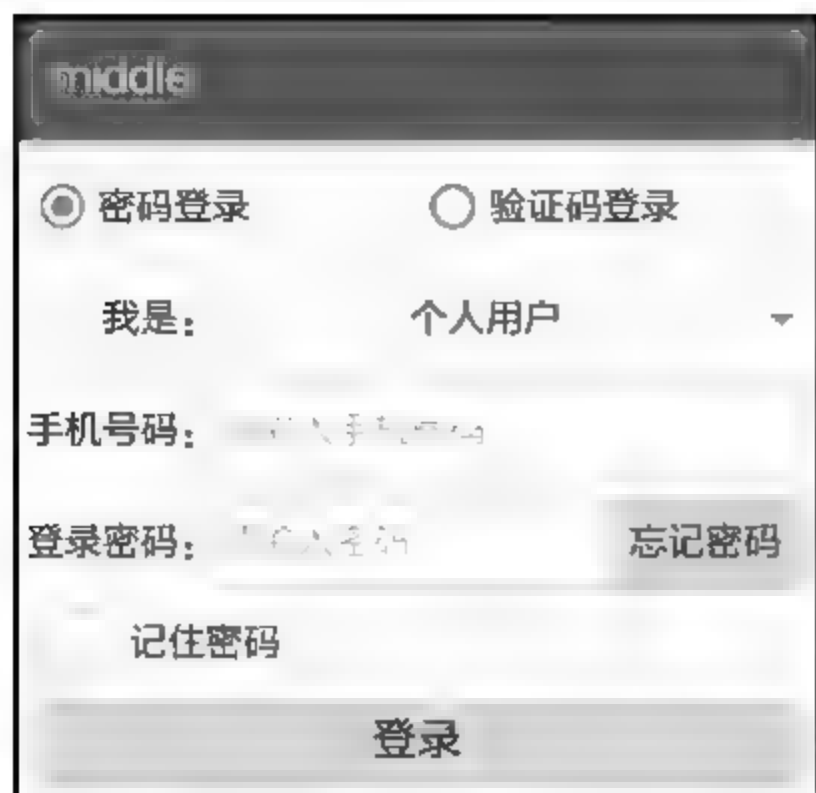 middle
密码登录 验证码登录
我是: 个人用户
手机号码:
登录密码: 忘记密码
记住密码
登录